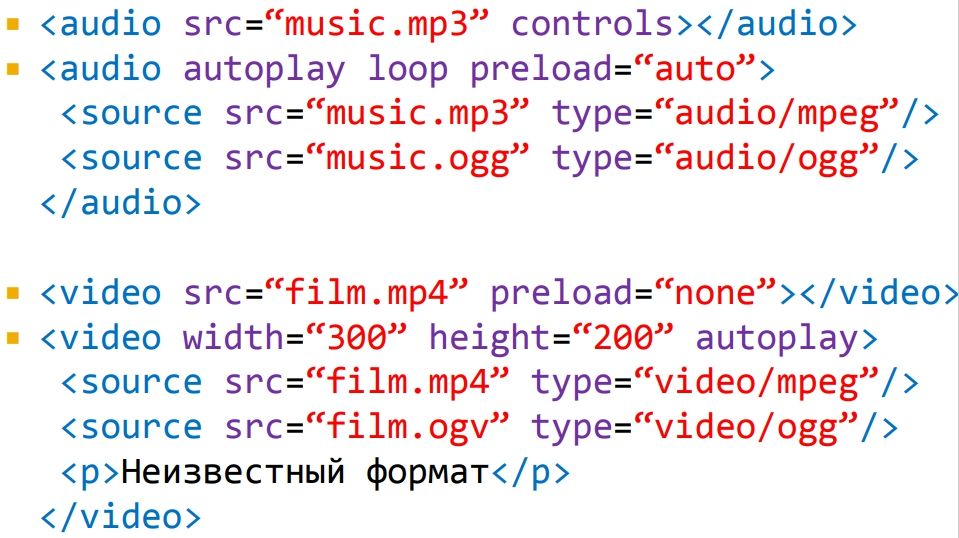 ▪ <audio src=“music.mp3” controls></audio>
▪ <audio autoplay loop preload=“auto”>
<source src=“music.mp3” type=“audio/mpeg”/>
<source src=“music.ogg” type=“audio/ogg”/>
</audio>
▪ <video src=“film.mp4” preload=“none”></video>
▪ <video width=“300” height=“200” autoplay>
<source src=“film.mp4” type=“video/mpeg”/>
<source src=“film.ogv” type=“video/ogg”/>
<p>Неизвестный формат</p>
</video>